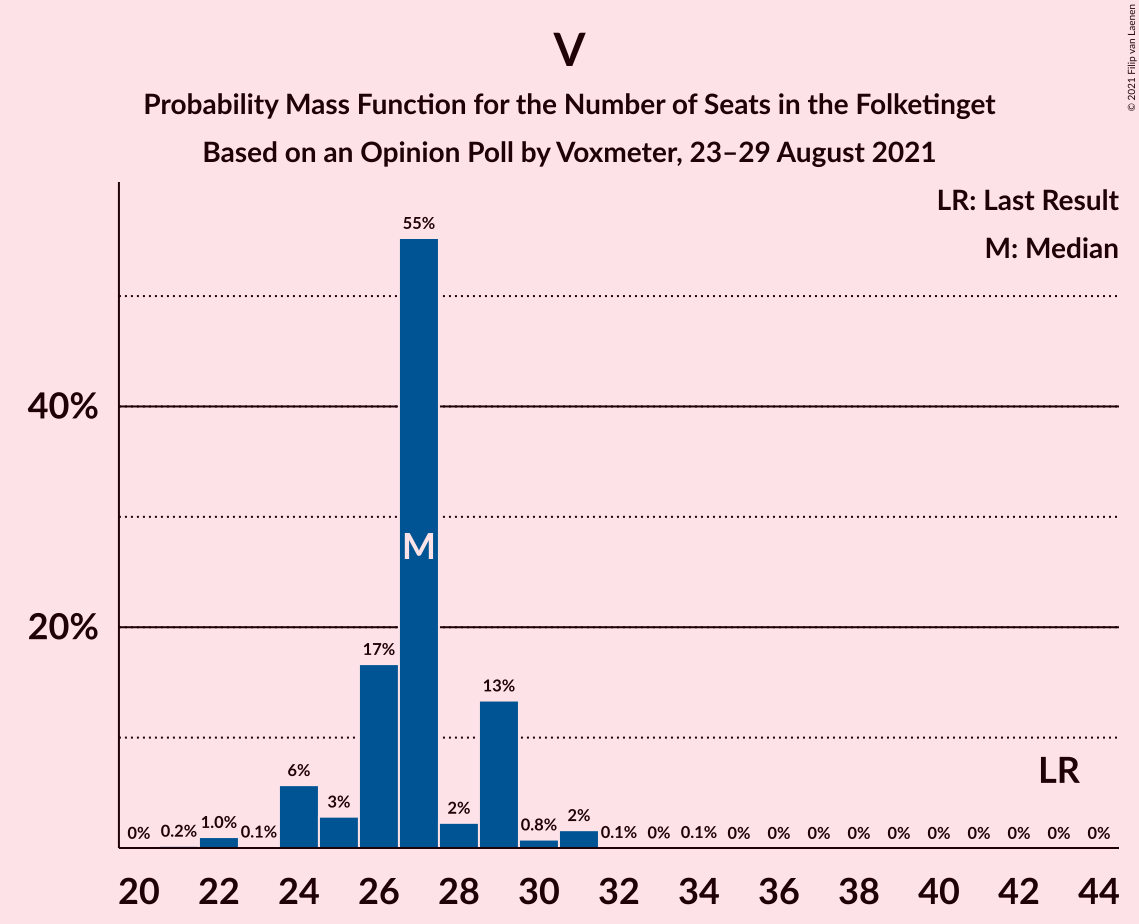 V
Probability Mass Function for the Number of Seats in the Folketinget
Based on an Opinion Poll by Voxmeter, 23–29 August 2021
© 2021 Filip van Laenen
LR: Last Result
M: Median
55%
40%
M
20%
17%
13%
LR
6%
3%
2%
2%
0% 0.2% 1.0% 0.1% 0.8% 0.1% 0% 0.1% 0% 0% 0% 0% 0% 0% 0% 0% 0% 0%
20 22 24 26 28 30 32 34 36 38 40 42 44